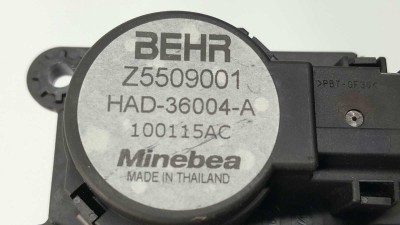 BEHR
Z5509001
HAD-36004-A
100115AC
Minebea
MADE IN THAILAND